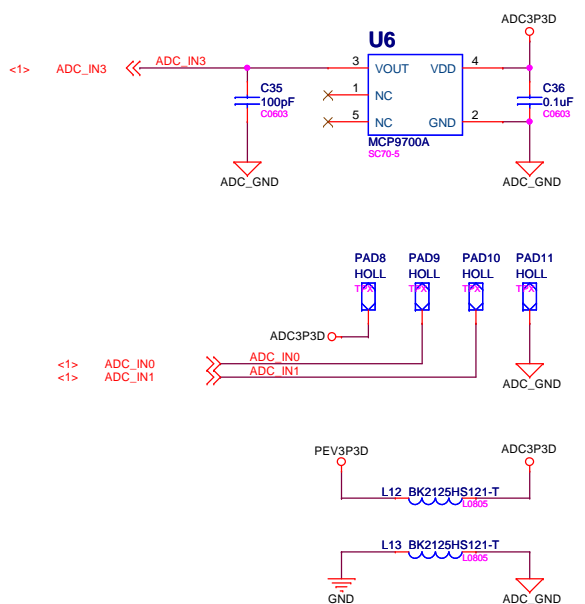 ADC3P3D
U6
<1> ADC_IN3 ADC_IN3 3 VOUT VDD 4
C35
100pF
C0603
1 NC
C36
0.1uF
C0603
5 NC GND 2
MCP9700A
SC70-5
ADC_GND ADC_GND
PAD8 PAD9 PAD10 PAD11
HOLL HOLL HOLL HOLL
ADC3P3D
<1> ADC_IN0 ADC_IN0
<1> ADC_IN1 ADC_IN1
ADC_GND
PEV3P3D ADC3P3D
L12 BK2125HS121-T
L0805
L13 BK2125HS121-T
L0805
GND ADC_GND